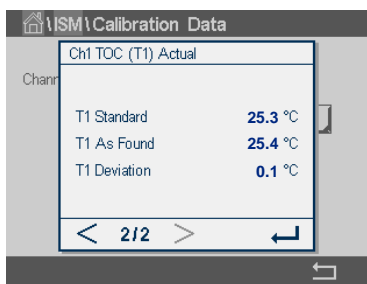 \ISM\Calibration Data
Ch1 TOC (T1) Actual
Chann
T1 Standard 25.3 °C
T1 As Found 25.4 °C
T1 Deviation 0.1 °C
< 2/2 >